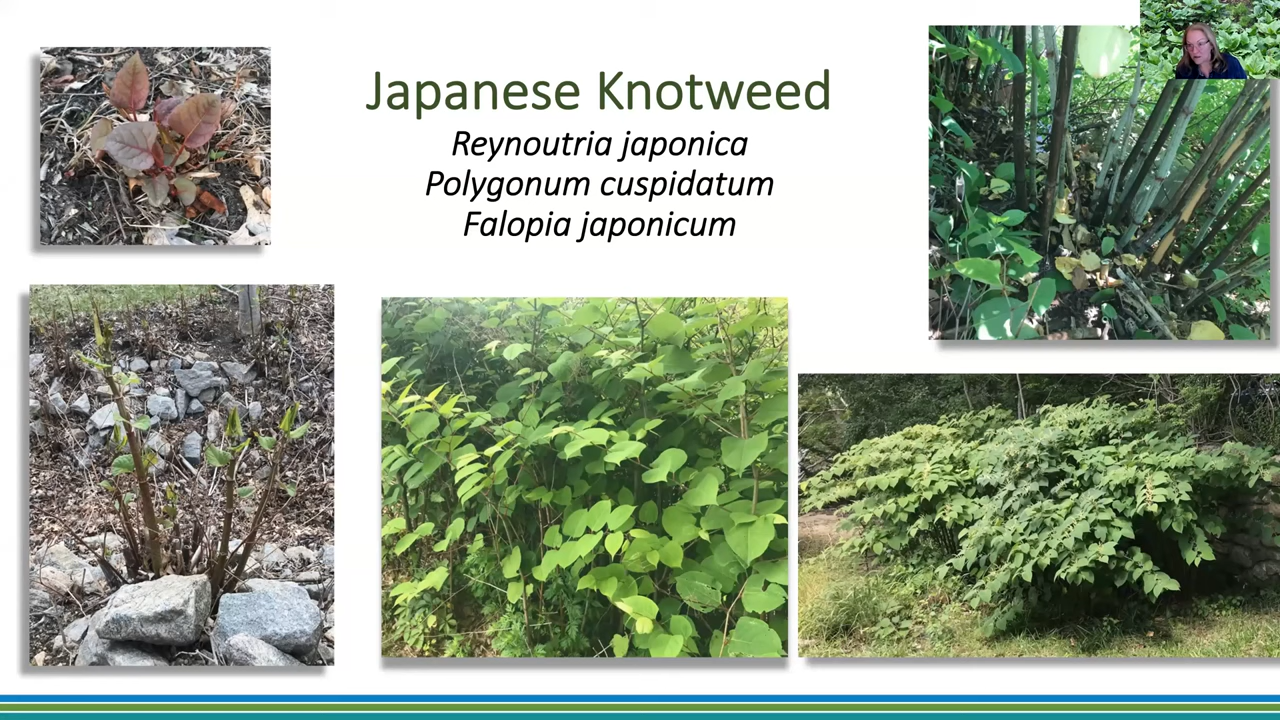 Japanese Knotweed
Reynoutria japonica
Polygonum cuspidatum
Falopia japonicum